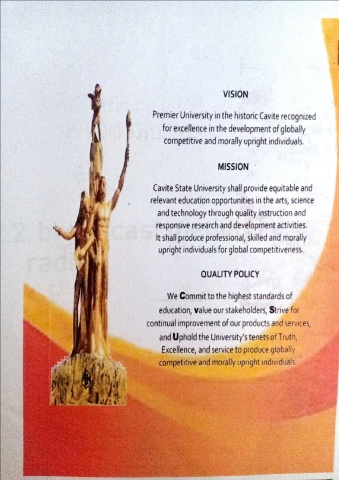 VISION
Premier University in the historic Cavite recognized
for excellence in the development of globally
competitive and morally upright individuals.
MISSION
Cavite State University shall provide equitable and
relevant education opportunities in the arts, science
and technology through quality instruction and
responsive research and development activities.
It shall produce professional, skilled and morally
upright individuals for global competitiveness.
QUALITY POLICY
We Commit to the highest standards of
education, value our stakeholders, Strive for
continual improvement of our products and services,
and Uphold the University's tenets of Truth,
Excellence, and service to produce globally
competitive and morally upright individuals.